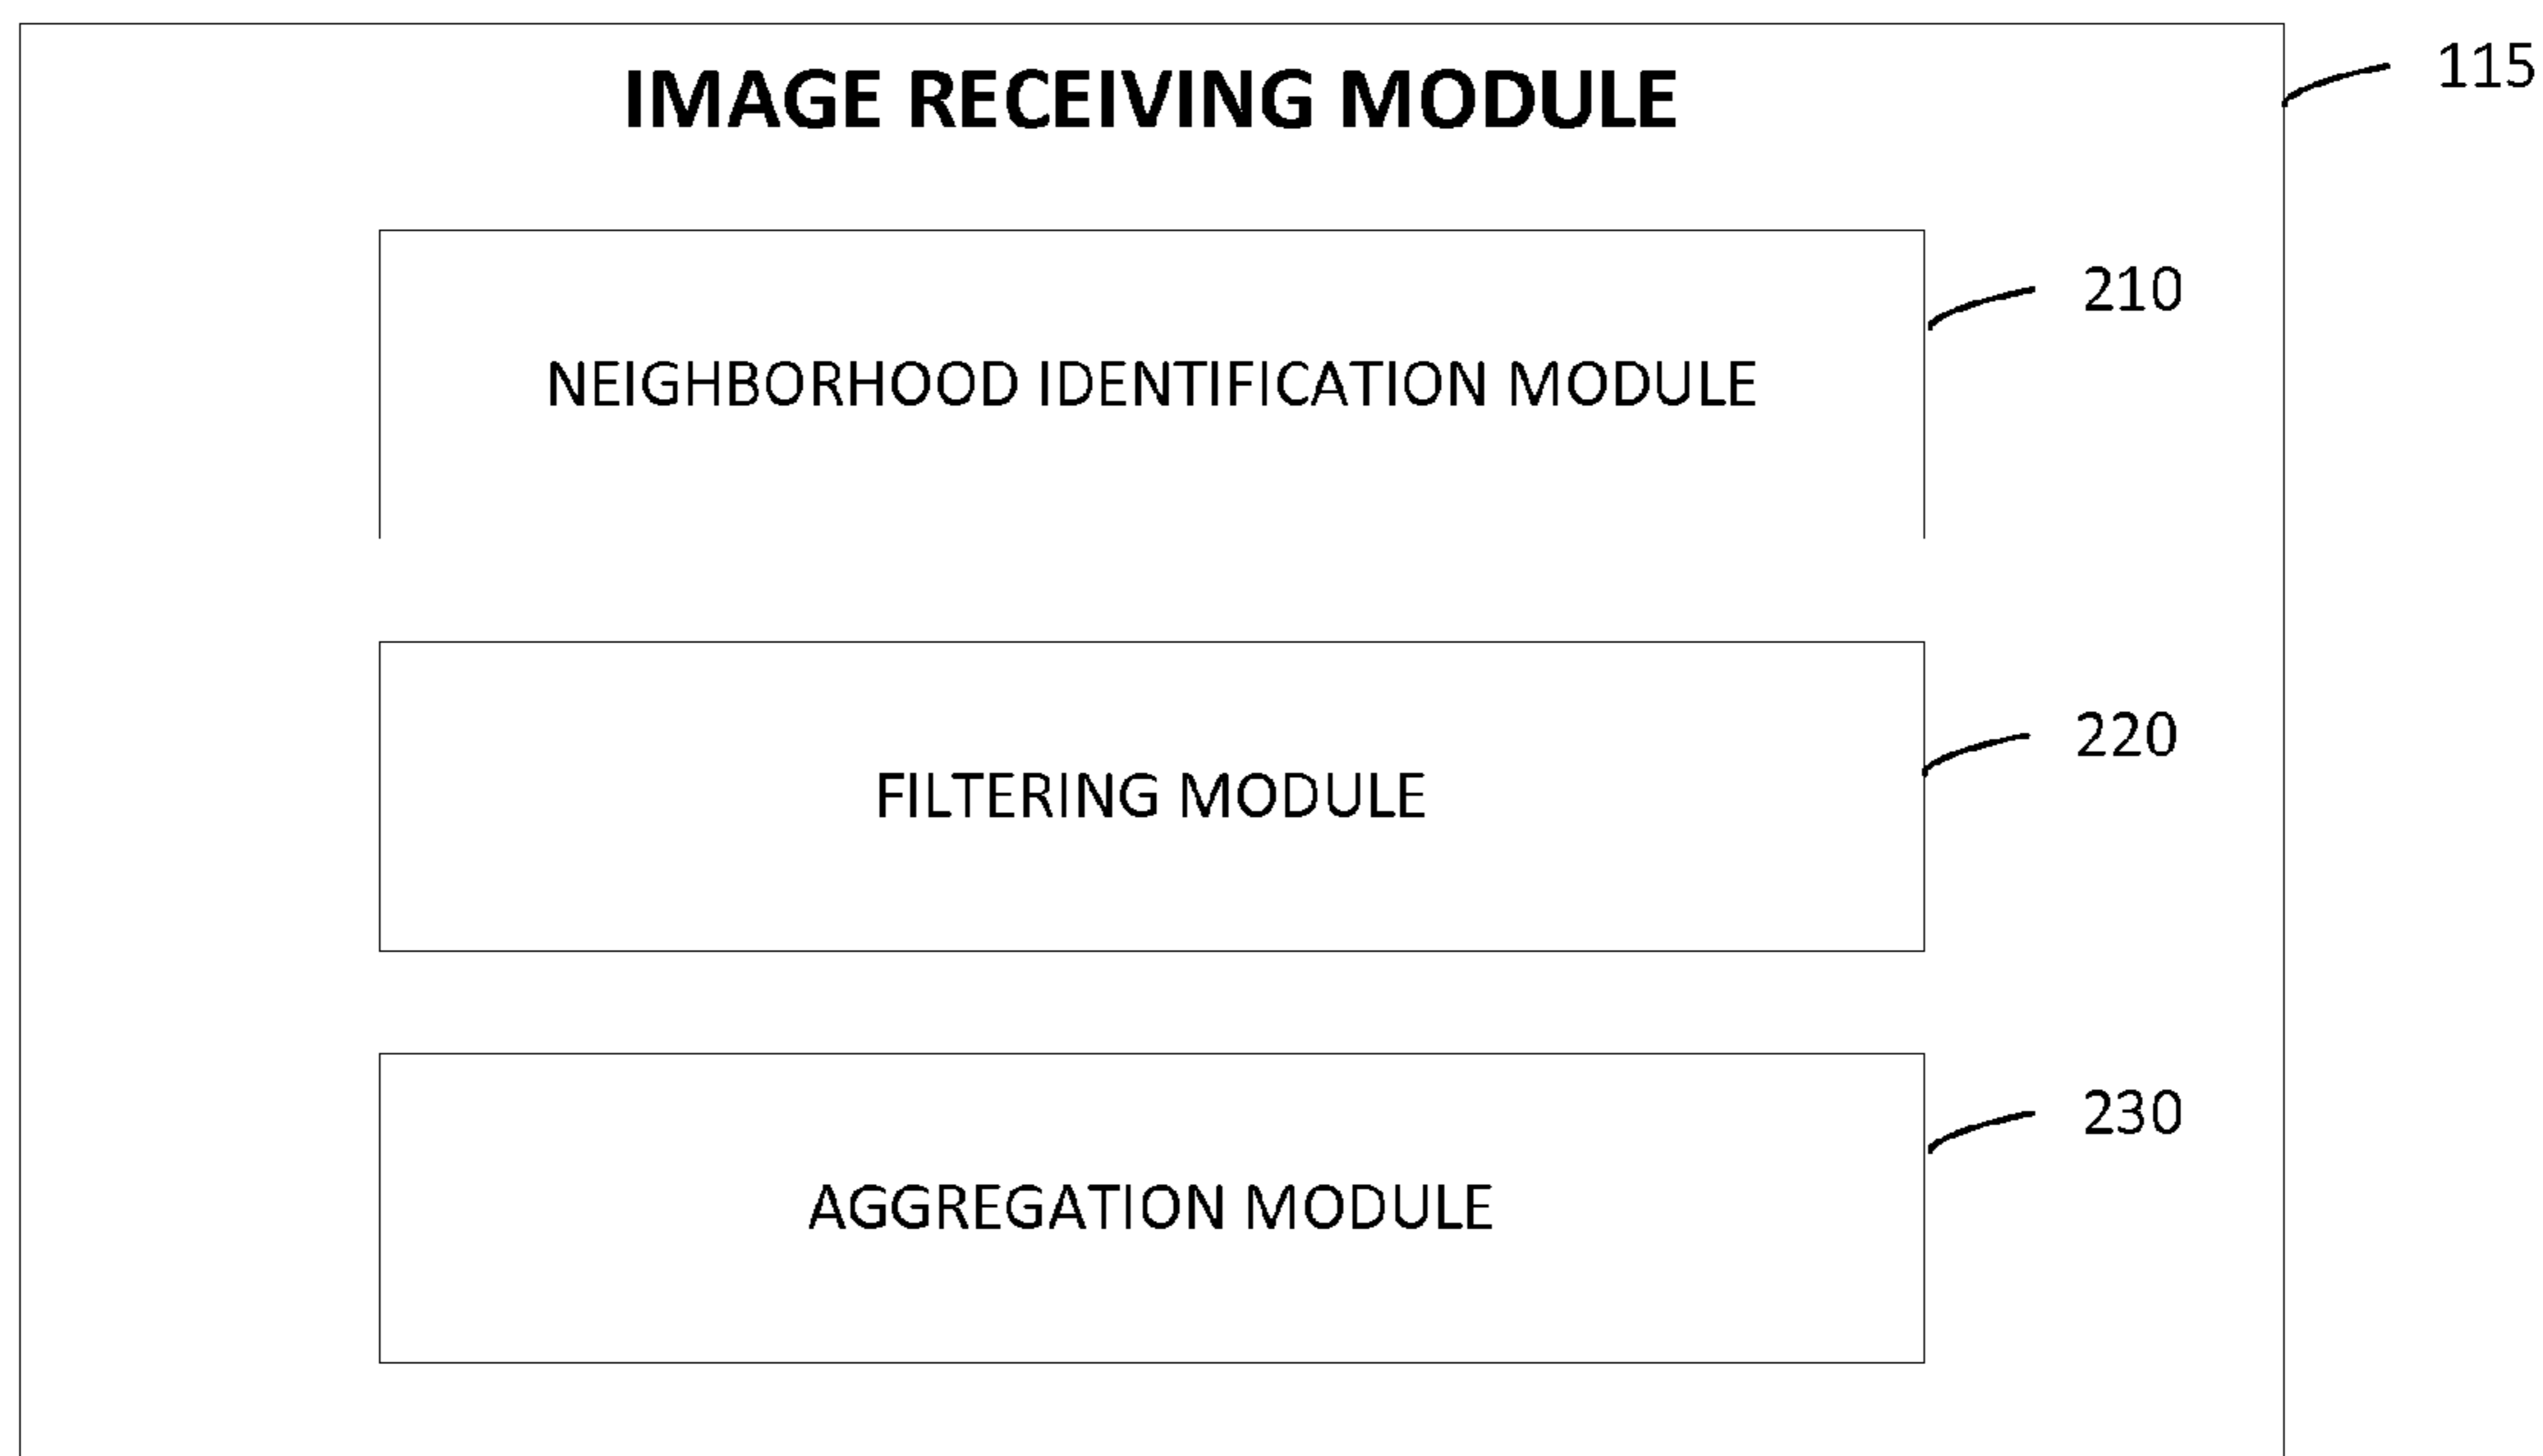 IMAGE RECEIVING MODULE
115
210
NEIGHBORHOOD IDENTIFICATION MODULE
220
FILTERING MODULE
230
AGGREGATION MODULE